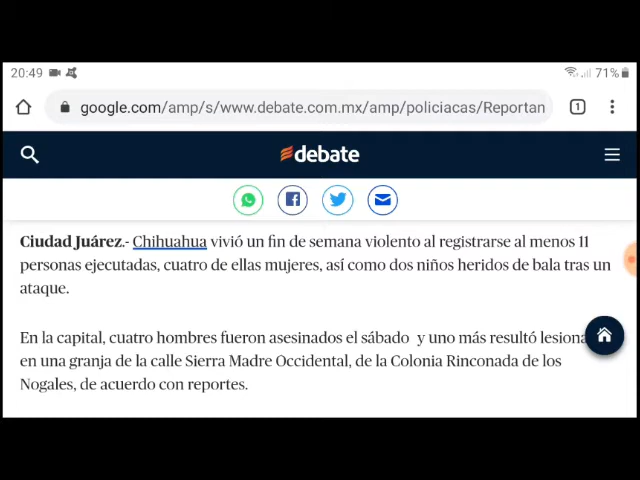 20:49 71%
google.com/amp/s/www.debate.com.mx/amp/policiacas/Reportan 1
debate
Ciudad Juárez.- Chihuahua vivió un fin de semana violento al registrarse al menos 11
personas ejecutadas, cuatro de ellas mujeres, así como dos niños heridos de bala tras un
ataque.
En la capital, cuatro hombres fueron asesinados el sábado y uno más resultó lesiona
en una granja de la calle Sierra Madre Occidental, de la Colonia Rinconada de los
Nogales, de acuerdo con reportes.